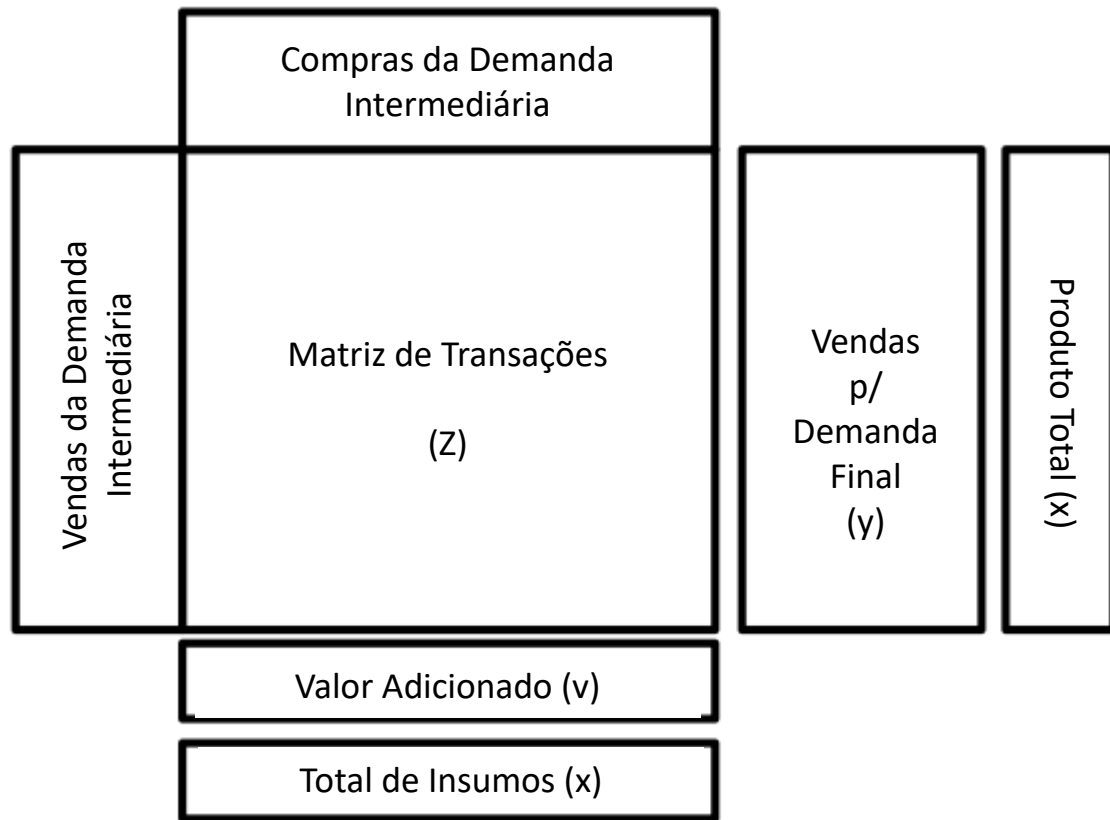 Compras da Demanda
Intermediária
Vendas da Demanda
Intermediária
Matriz de Transações
(Z)
Vendas
p/
Demanda
Final
(y)
Produto Total (x)
Valor Adicionado (v)
Total de Insumos (x)